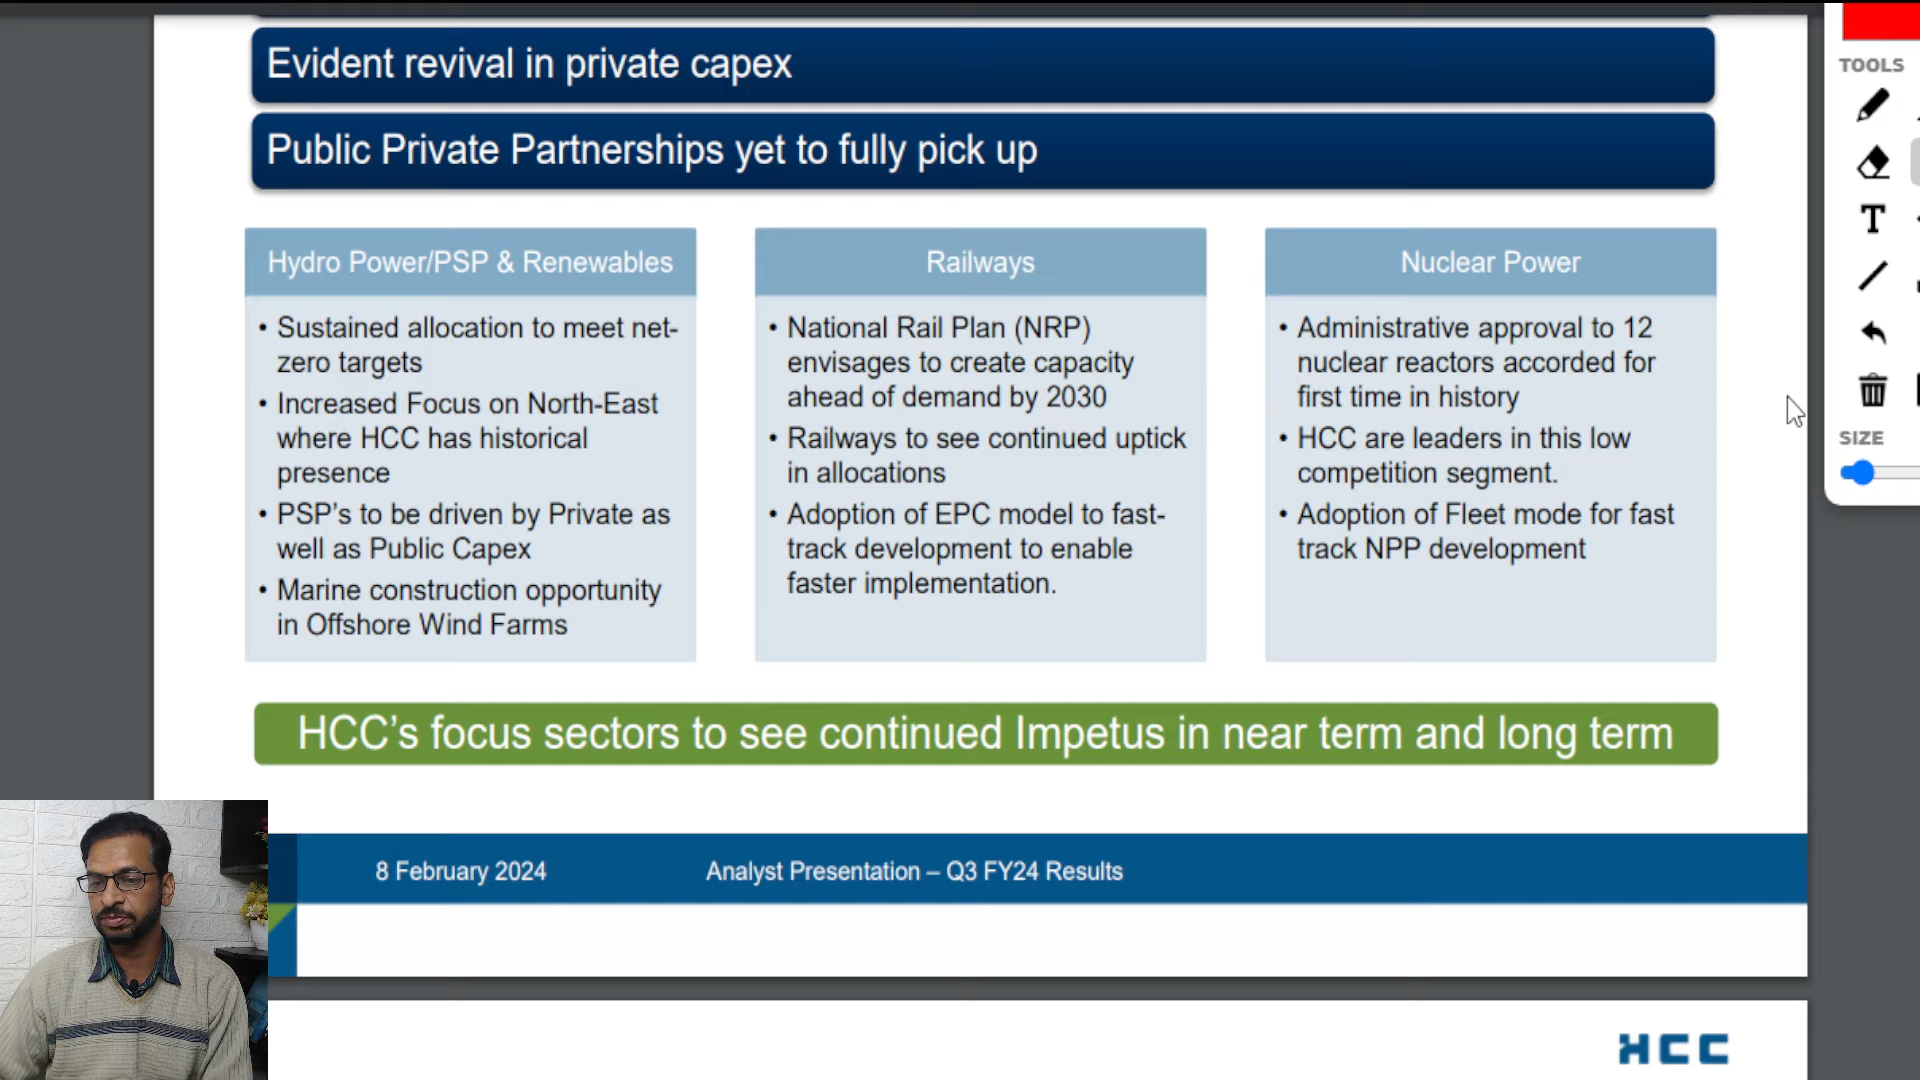 Evident revival in private capex
Public Private Partnerships yet to fully pick up
Hydro Power/PSP & Renewables
• Sustained allocation to meet net-
zero targets
• Increased Focus on North-East
where HCC has historical
presence
• PSP's to be driven by Private as
well as Public Capex
• Marine construction opportunity
in Offshore Wind Farms
Railways
• National Rail Plan (NRP)
envisages to create capacity
ahead of demand by 2030
• Railways to see continued uptick
in allocations
• Adoption of EPC model to fast-
track development to enable
faster implementation.
Nuclear Power
• Administrative approval to 12
nuclear reactors accorded for
first time in history
• HCC are leaders in this low
competition segment.
• Adoption of Fleet mode for fast
track NPP development
HCC's focus sectors to see continued Impetus in near term and long term
8 February 2024
Analyst Presentation – Q3 FY24 Results
HCC
TOOLS
T
SIZE